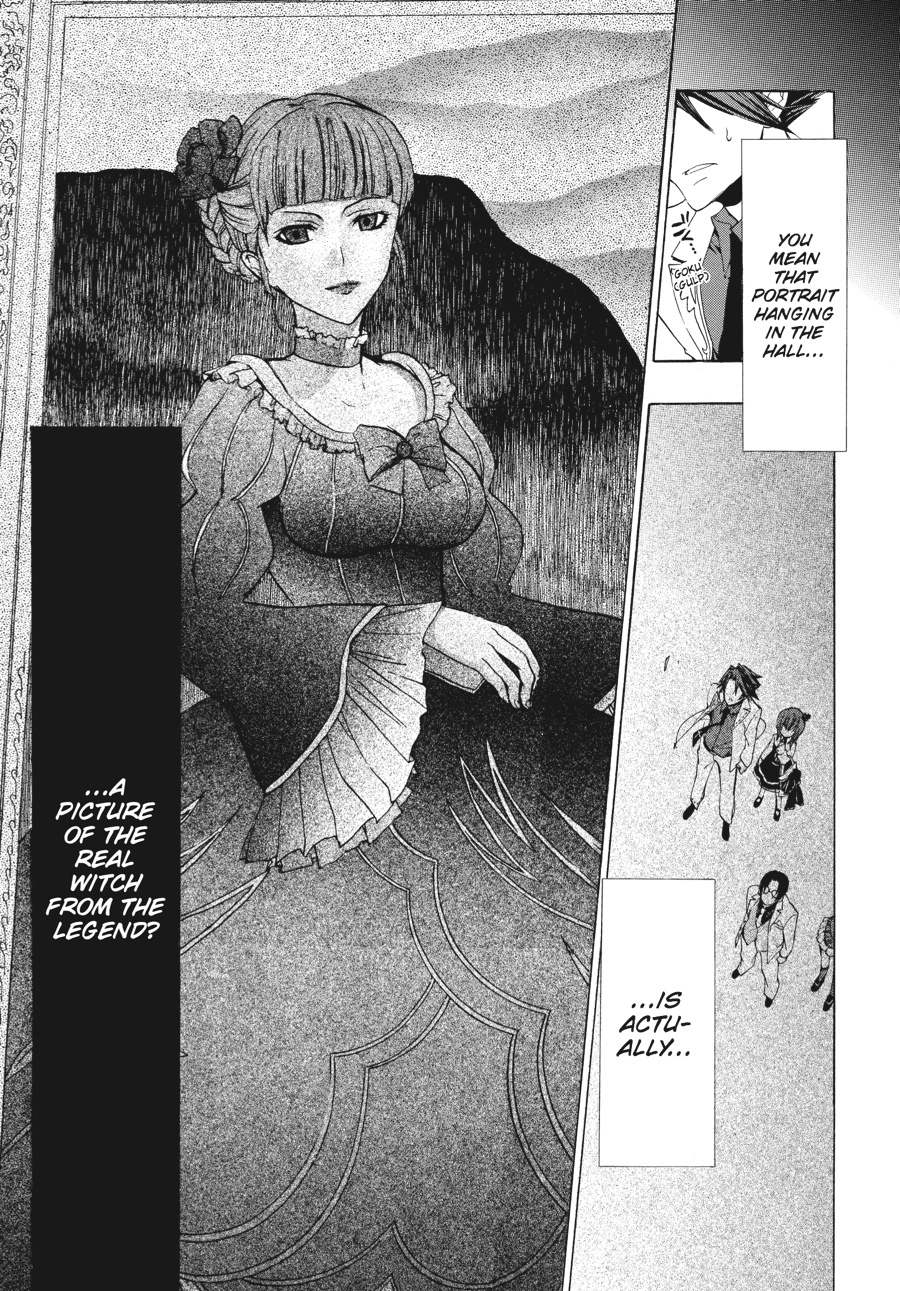 YOU
MEAN
THAT
PORTRAIT
HANGING
IN THE
HALL...
GOKU
(GULP)
...IS
ACTU-
ALLY...
...A
PICTURE
OF THE
REAL
WITCH
FROM THE
LEGEND?